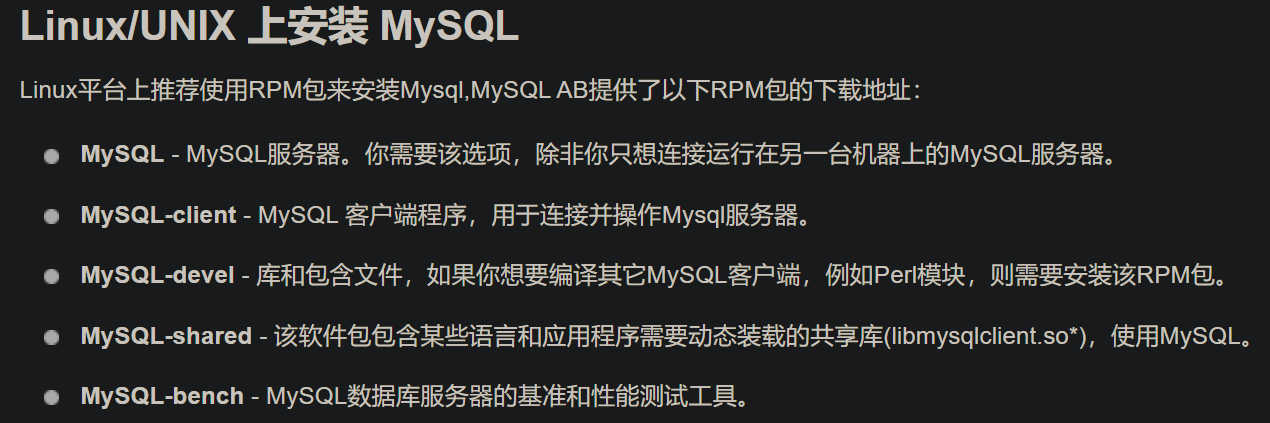 Linux/UNIX 上安装 MySQL
Linux平台上推荐使用RPM包来安装Mysql,MySQL AB提供了以下RPM包的下载地址：
MySQL - MySQL服务器。你需要该选项，除非你只想连接运行在另一台机器上的MySQL服务器。
MySQL-client - MySQL 客户端程序，用于连接并操作Mysql服务器。
MySQL-devel - 库和包含文件，如果你想要编译其它MySQL客户端，例如Perl模块，则需要安装该RPM包。
MySQL-shared - 该软件包包含某些语言和应用程序需要动态装载的共享库(libmysqlclient.so*)，使用MySQL。
MySQL-bench - MySQL数据库服务器的基准和性能测试工具。